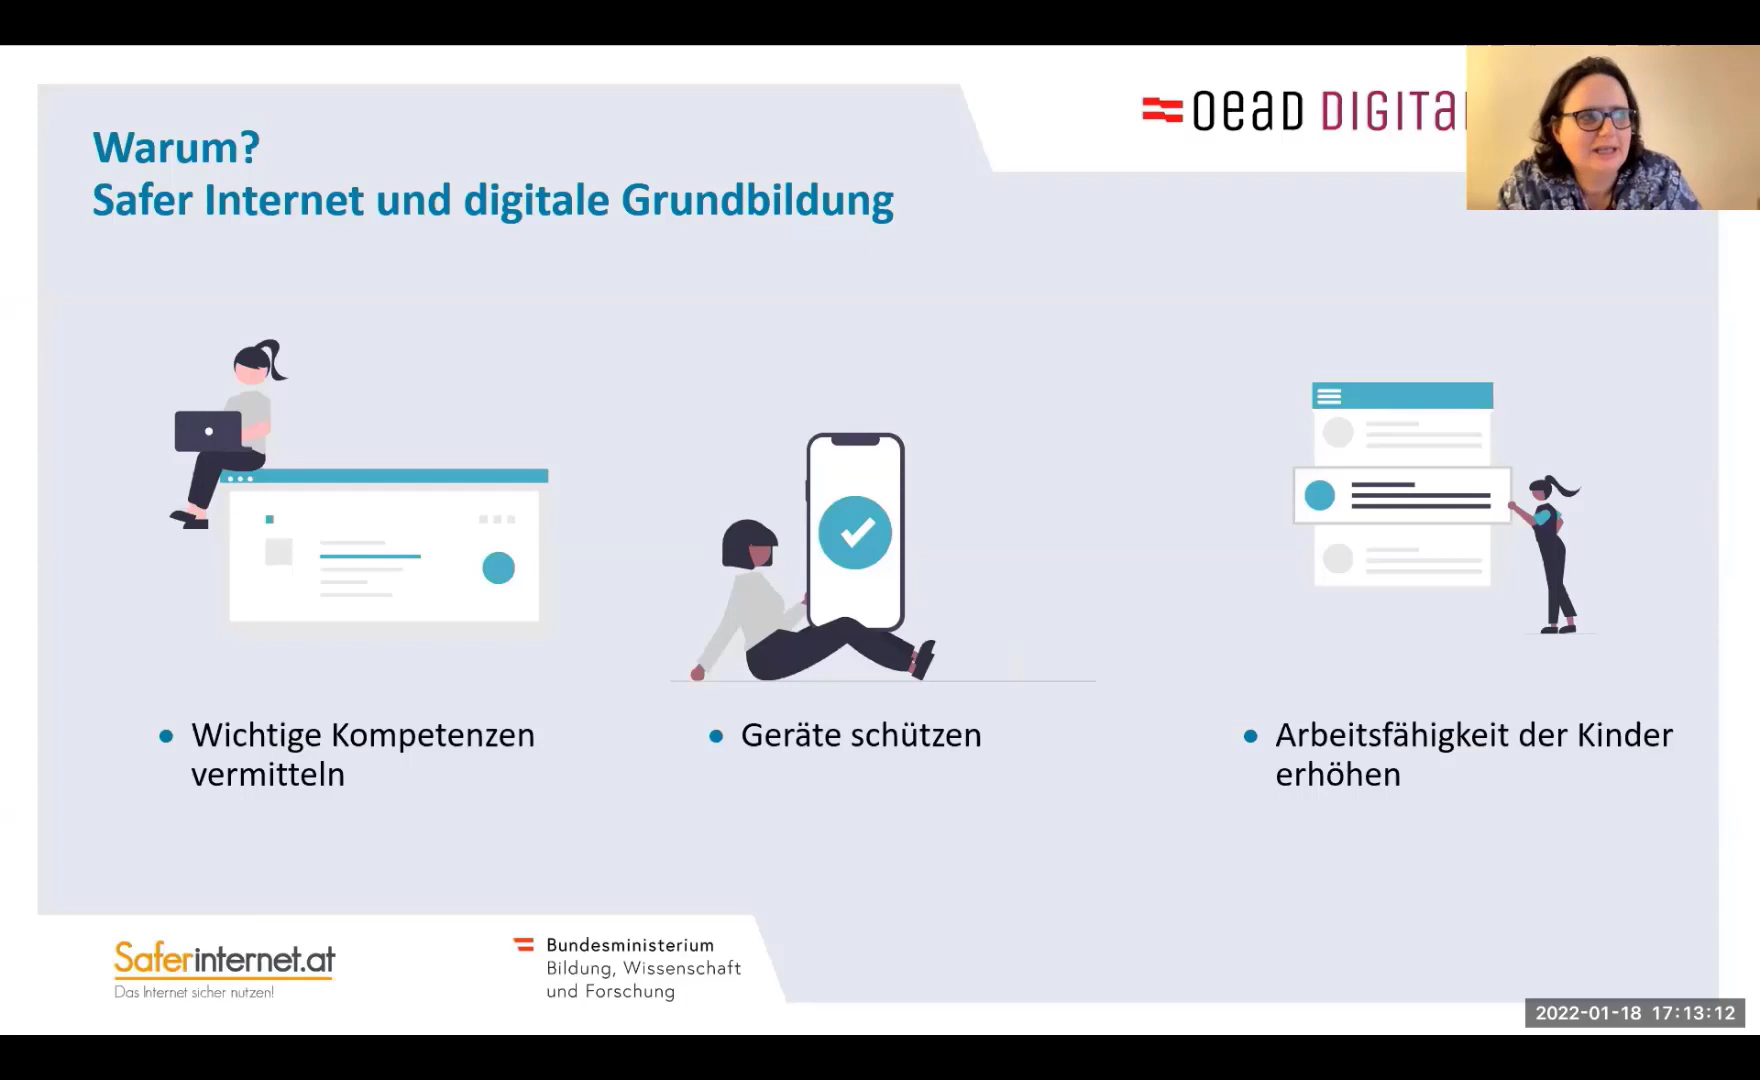 Warum?
Safer Internet und digitale Grundbildung
OeAD DIGITAL
Wichtige Kompetenzen
vermitteln
Geräte schützen
Arbeitsfähigkeit der Kinder
erhöhen
Saferinternet.at
Das Internet sicher nutzen!
Bundesministerium
Bildung, Wissenschaft
und Forschung
2022-01-18 17:13:12